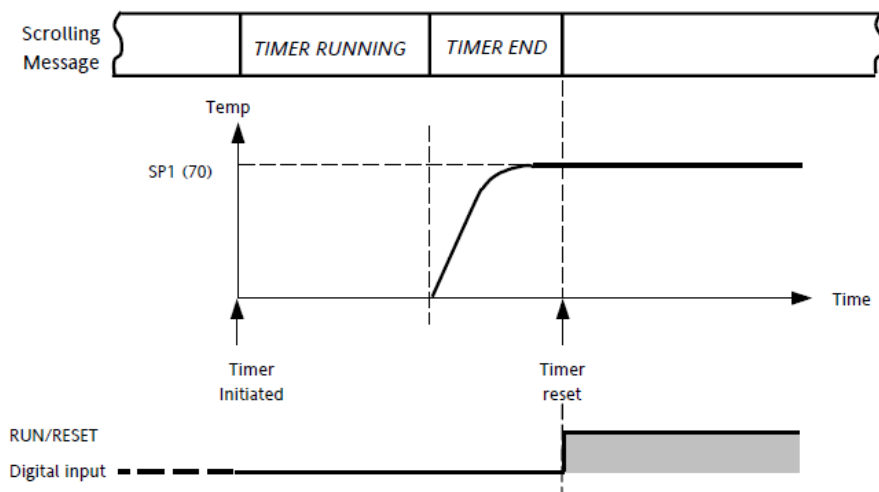 Scrolling
Message
TIMER RUNNING
TIMER END
Temp
SP1 (70)
Time
Timer
Initiated
Timer
reset
RUN/RESET
Digital input